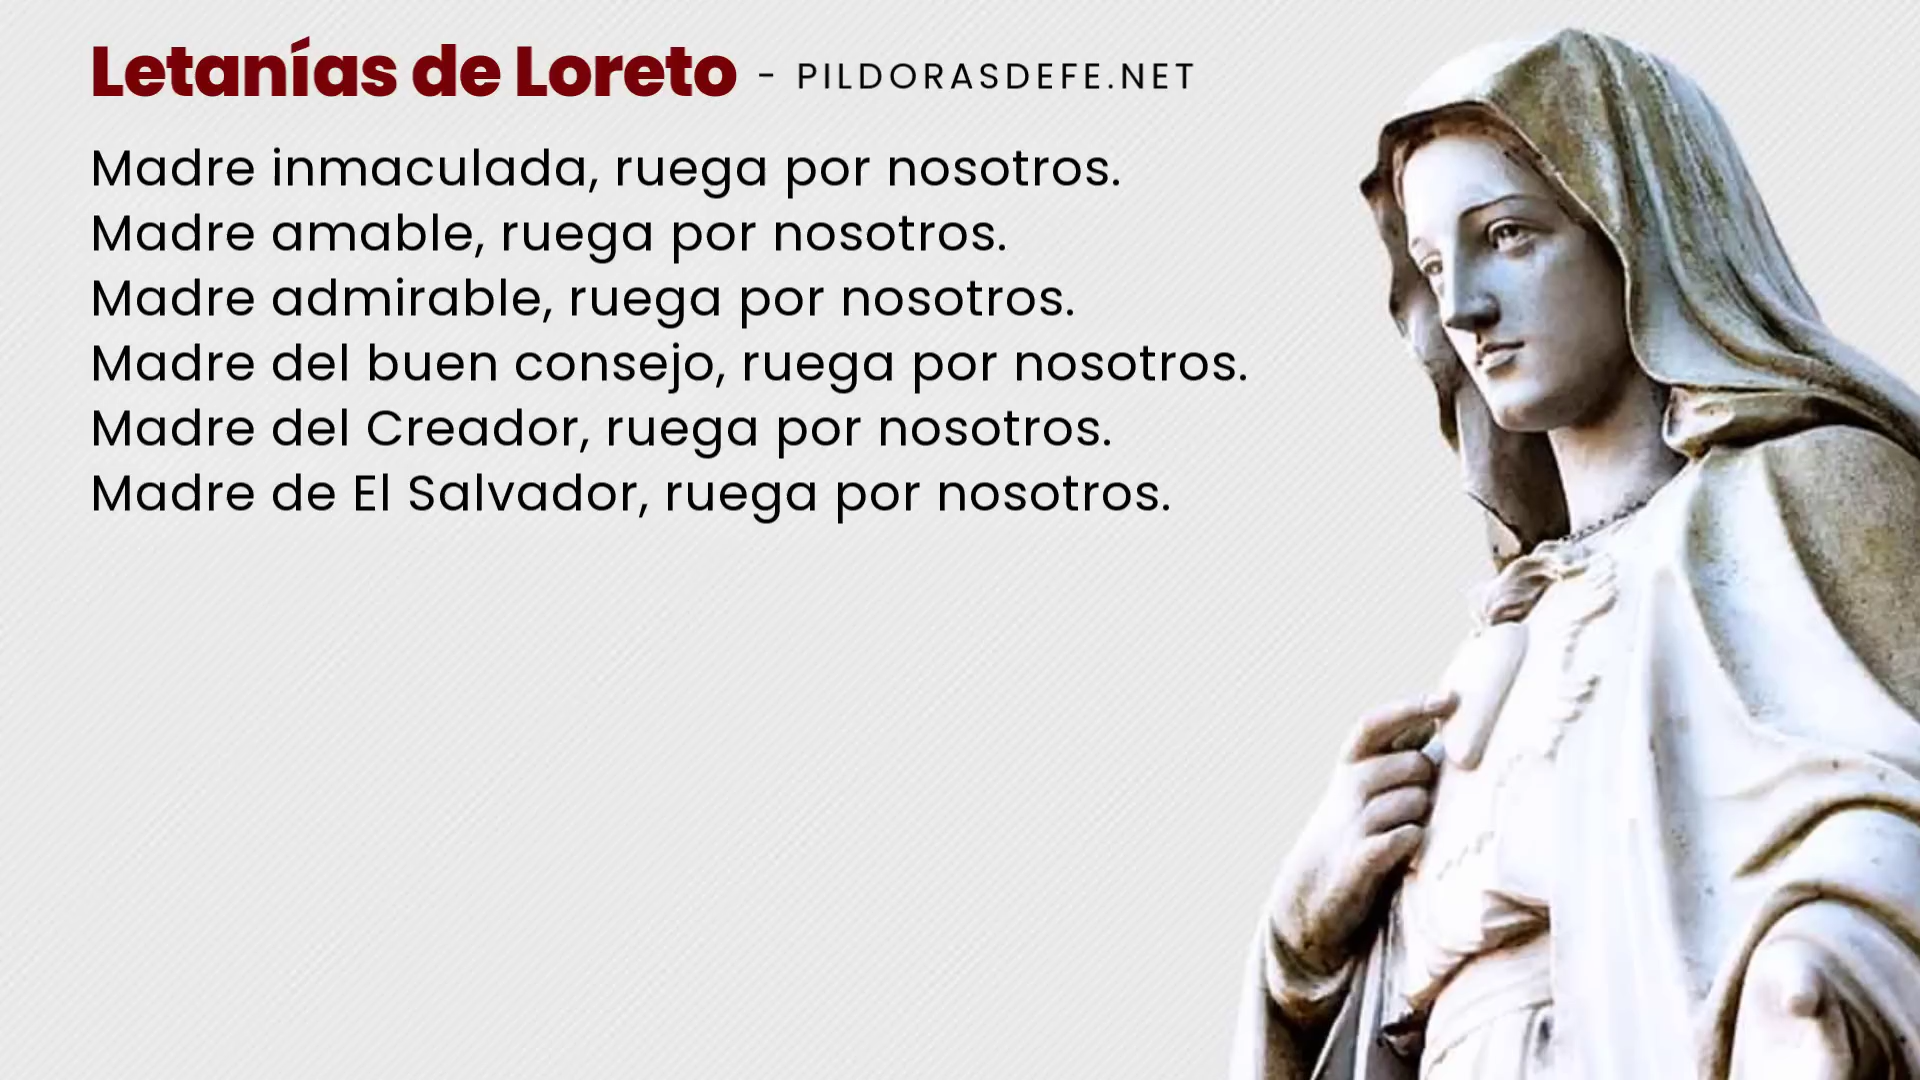 Letanías de Loreto - PILDORASDEFE.NET
Madre inmaculada, ruega por nosotros.
Madre amable, ruega por nosotros.
Madre admirable, ruega por nosotros.
Madre del buen consejo, ruega por nosotros.
Madre del Creador, ruega por nosotros.
Madre de El Salvador, ruega por nosotros.